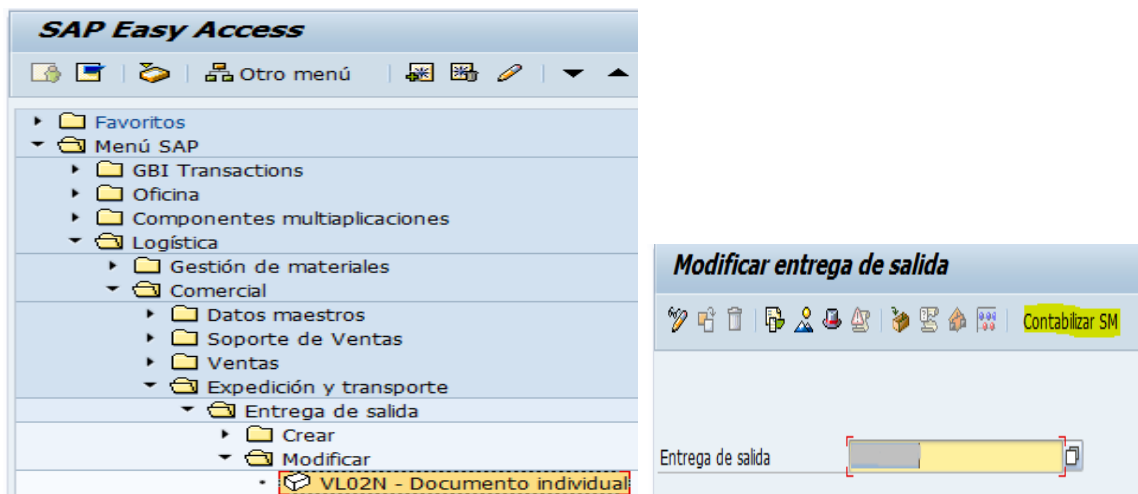 SAP Easy Access
Otro menú
Favoritos
Menú SAP
GBI Transactions
Oficina
Componentes multiaplicaciones
Logística
Gestión de materiales
Comercial
Datos maestros
Soporte de Ventas
Ventas
Expedición y transporte
Entrega de salida
Crear
Modificar
VL02N - Documento individual
Modificar entrega de salida
Contabilizar SM
Entrega de salida